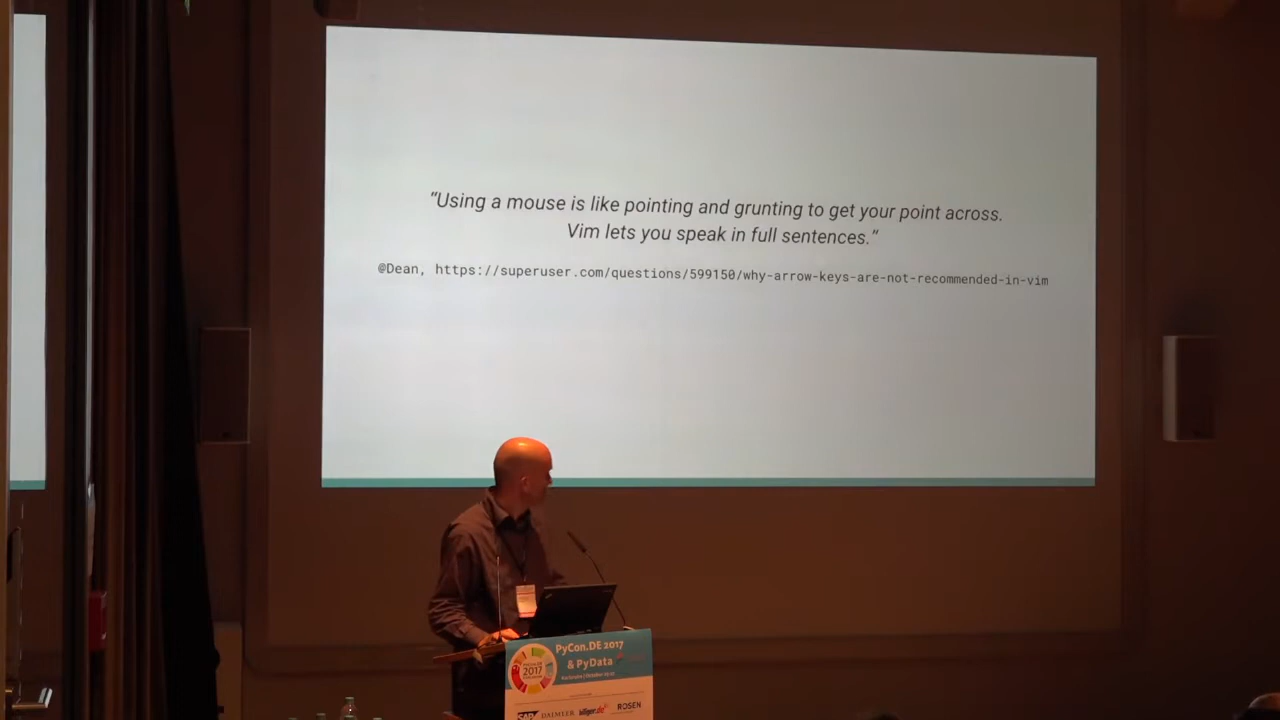 “Using a mouse is like pointing and grunting to get your point across.
Vim lets you speak in full sentences.”
@Dean, https://superuser.com/questions/599150/why-arrow-keys-are-not-recommended-in-vim
PyCon.DE 2017
& PyData
2017
SAP DAIMLER ROSEN